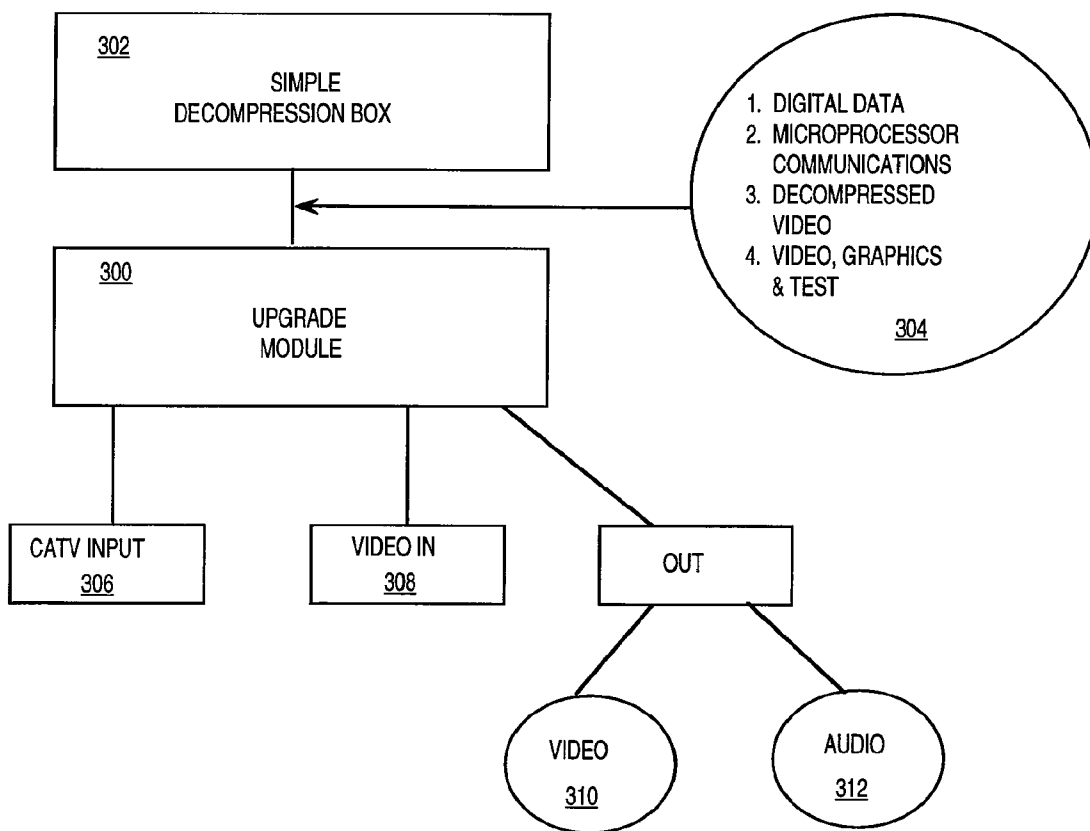 302
SIMPLE
DECOMPRESSION BOX
1. DIGITAL DATA
2. MICROPROCESSOR
COMMUNICATIONS
3. DECOMPRESSED
VIDEO
4. VIDEO, GRAPHICS
& TEST
304
300
UPGRADE
MODULE
CATV INPUT
306
VIDEO IN
308
OUT
VIDEO
310
AUDIO
312